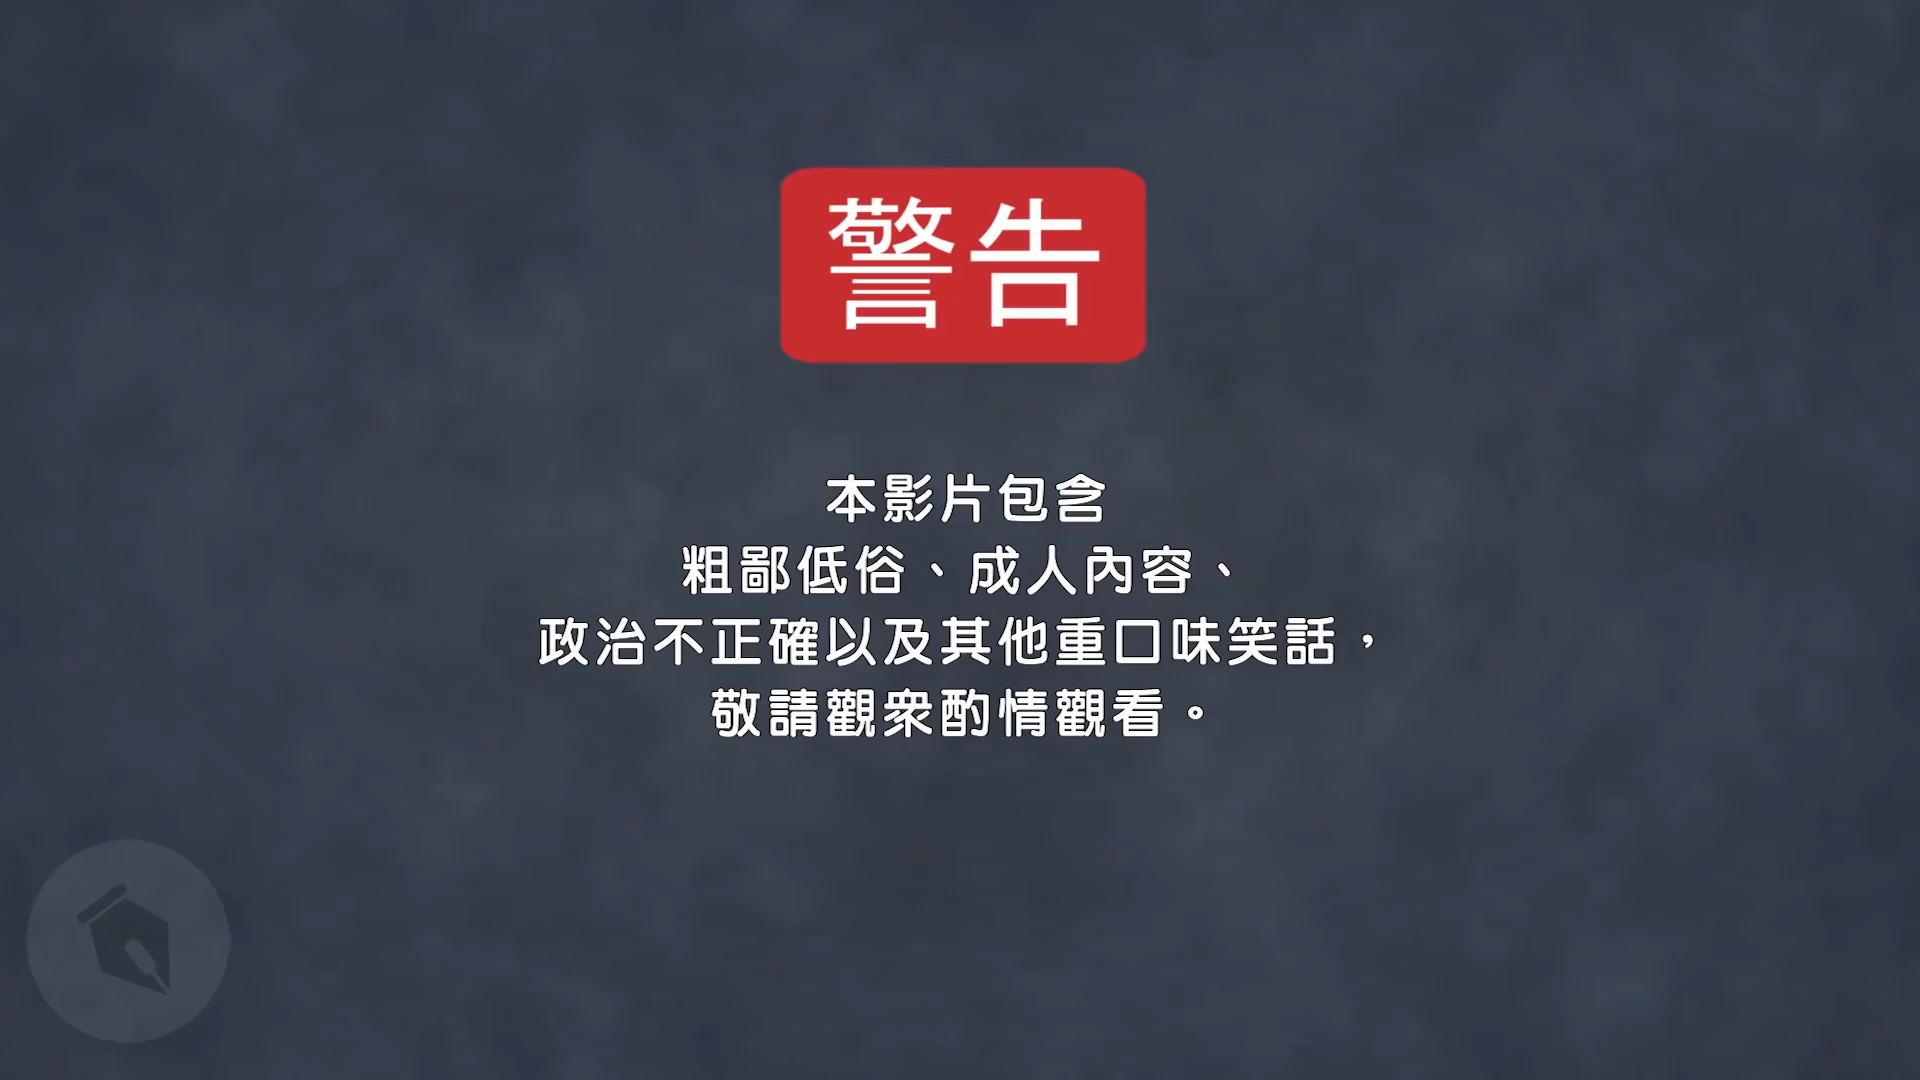 警告
本影片包含
粗鄙低俗、成人內容、
政治不正確以及其他重口味笑話，
敬請觀眾酌情觀看。